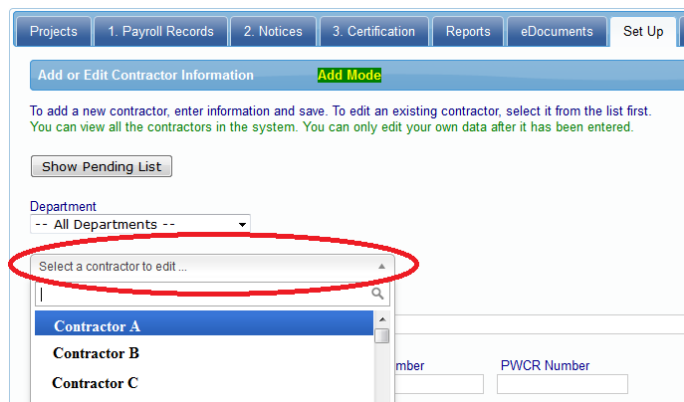 Projects 1. Payroll Records 2. Notices 3. Certification Reports eDocuments Set Up
Add or Edit Contractor Information Add Mode
To add a new contractor, enter information and save. To edit an existing contractor, select it from the list first.
You can view all the contractors in the system. You can only edit your own data after it has been entered.
Show Pending List
Department
-- All Departments --
Select a contractor to edit ...
Contractor A
Contractor B
mber PWCR Number
Contractor C